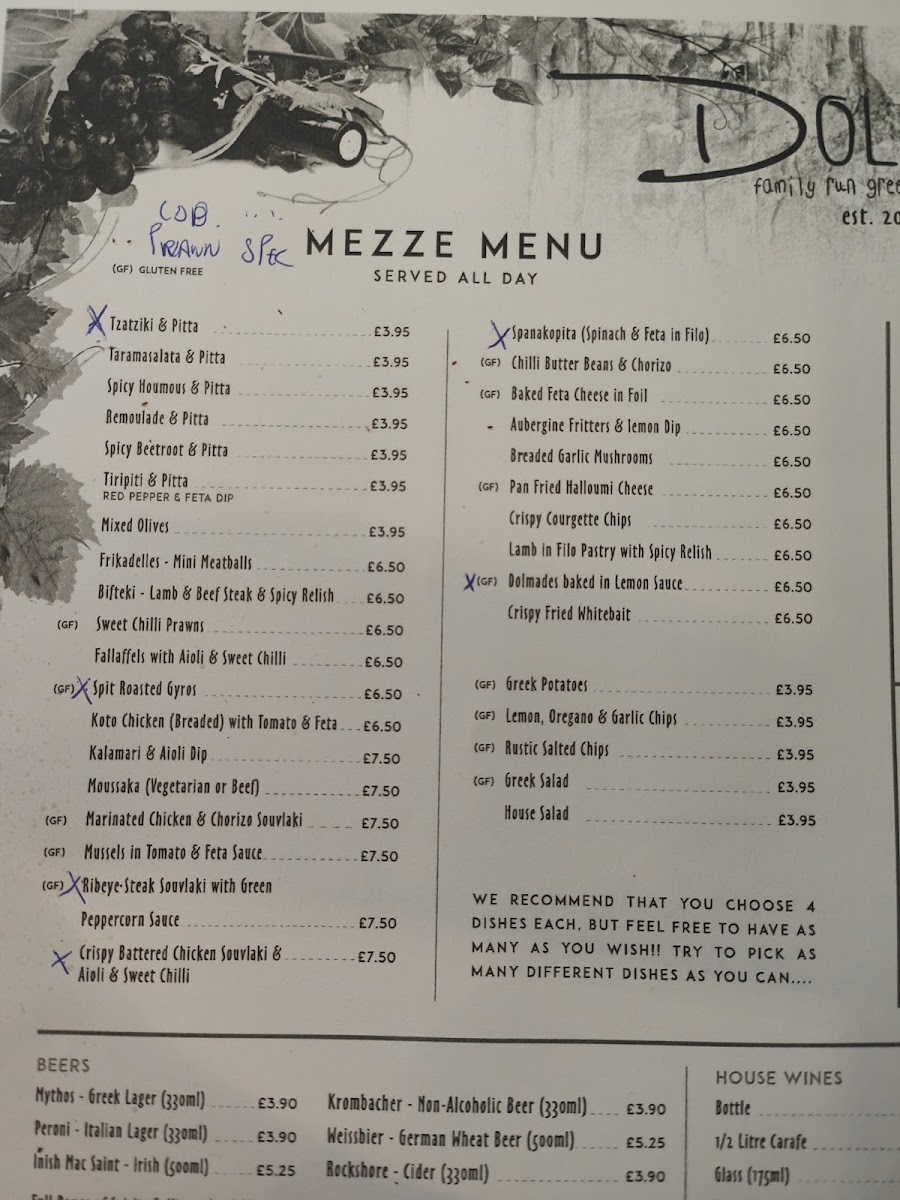 DOL
family run gree
est. 20
COD. ...
PRAWN SPEC
MEZZE MENU
(GF) GLUTEN FREE
SERVED ALL DAY
X Tzatziki & Pitta £3.95
Taramasalata & Pitta £3.95
Spicy Houmous & Pitta £3.95
Remoulade & Pitta £3.95
Spicy Beetroot & Pitta £3.95
Tiripiti & Pitta £3.95
RED PEPPER & FETA DIP
Mixed Olives £3.95
Frikadelles - Mini Meatballs £6.50
Bifteki - Lamb & Beef Steak & Spicy Relish £6.50
(GF) Sweet Chilli Prawns £6.50
Fallaffels with Aioli & Sweet Chilli £6.50
(GF) X Spit Roasted Gyros £6.50
Koto Chicken (Breaded) with Tomato & Feta £6.50
Kalamari & Aioli Dip £7.50
Moussaka (Vegetarian or Beef) £7.50
(GF) Marinated Chicken & Chorizo Souvlaki £7.50
(GF) Mussels in Tomato & Feta Sauce £7.50
(GF) X Ribeye-Steak Souvlaki with Green
Peppercorn Sauce £7.50
X Crispy Battered Chicken Souvlaki & £7.50
Aioli & Sweet Chilli
X Spanakopita (Spinach & Feta in Filo) £6.50
(GF) Chilli Butter Beans & Chorizo £6.50
(GF) Baked Feta Cheese in Foil £6.50
Aubergine Fritters & lemon Dip £6.50
Breaded Garlic Mushrooms £6.50
(GF) Pan Fried Halloumi Cheese £6.50
Crispy Courgette Chips £6.50
Lamb in Filo Pastry with Spicy Relish £6.50
X (GF) Dolmades baked in Lemon Sauce £6.50
Crispy Fried Whitebait £6.50
(GF) Greek Potatoes £3.95
(GF) Lemon, Oregano & Garlic Chips £3.95
(GF) Rustic Salted Chips £3.95
(GF) Greek Salad £3.95
House Salad £3.95
WE RECOMMEND THAT YOU CHOOSE 4
DISHES EACH, BUT FEEL FREE TO HAVE AS
MANY AS YOU WISH!! TRY TO PICK AS
MANY DIFFERENT DISHES AS YOU CAN....
BEERS
Mythos - Greek Lager (330ml) £3.90
Peroni - Italian Lager (330ml) £3.90
Inish Mac Saint - Irish (500ml) £5.25
Krombacher - Non-Alcoholic Beer (330ml) £3.90
Weissbier - German Wheat Beer (500ml) £5.25
Rockshore - Cider (330ml) £3.90
HOUSE WINES
Bottle
1/2 Litre Carafe
Glass (175ml)